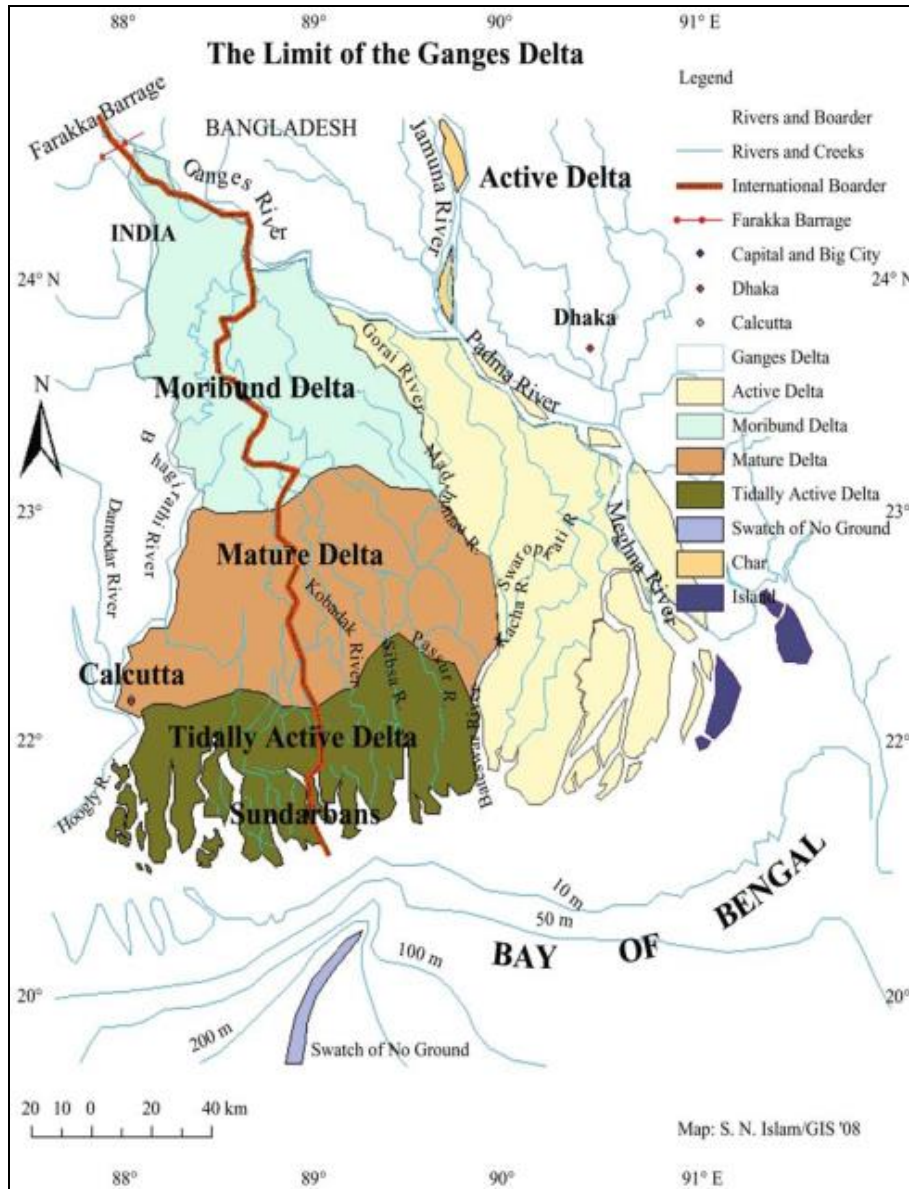 88° 89° 90° 91° E
The Limit of the Ganges Delta
Legend
Farakka Barrage
BANGLADESH
Jamuna River
Rivers and Boarder
Rivers and Creeks
Ganges River
Active Delta
International Boarder
INDIA
Farakka Barrage
Capital and Big City
24° N
24° N
Dhaka
Dhaka
Calcutta
Gorai River
Padma River
Ganges Delta
N
Moribund Delta
Active Delta
Moribund Delta
Bhagirathi River
Mature Delta
Damodar River
Tidally Active Delta
23°
23°
Meghna River
Swatch of No Ground
Mature Delta
Char
Kacha R.
Island
Kobadak River
Sibsa R.
Passur R
Calcutta
22°
22°
Tidally Active Delta
Hoogly R.
Sundarbans
10 m
50 m
BAY OF BENGAL
100 m
20°
20°
200 m
Swatch of No Ground
20 10 0 20 40 km
Map: S. N. Islam/GIS '08
88° 89° 90° 91° E